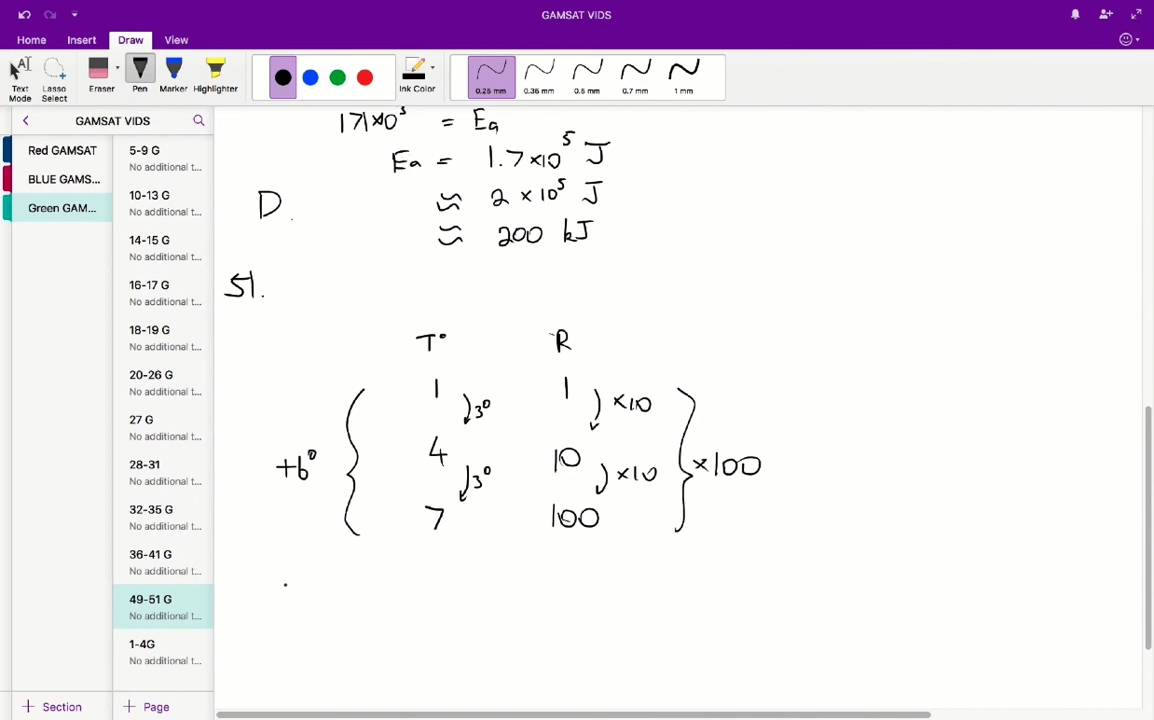 GAMSAT VIDS
Home Insert Draw View
Text Mode Lasso Select Eraser Pen Marker Highlighter Ink Color 0.25 mm 0.35 mm 0.5 mm 0.7 mm 1 mm
GAMSAT VIDS
Red GAMSAT
BLUE GAMS...
Green GAM...
5-9 G
No additional t...
10-13 G
No additional t...
14-15 G
No additional t...
16-17 G
No additional t...
18-19 G
No additional t...
20-26 G
No additional t...
27 G
No additional t...
28-31
No additional t...
32-35 G
No additional t...
36-41 G
No additional t...
49-51 G
No additional t...
1-4G
No additional t...
+ Section + Page
171×10³ = Ea
Ea = 1.7×10⁵ J
≈ 2 × 10⁵ J
D.
≈ 200 kJ
51.
T° R
1 3° 1 ×10
+6° 4 3° 10 ×10 ×100
7 100